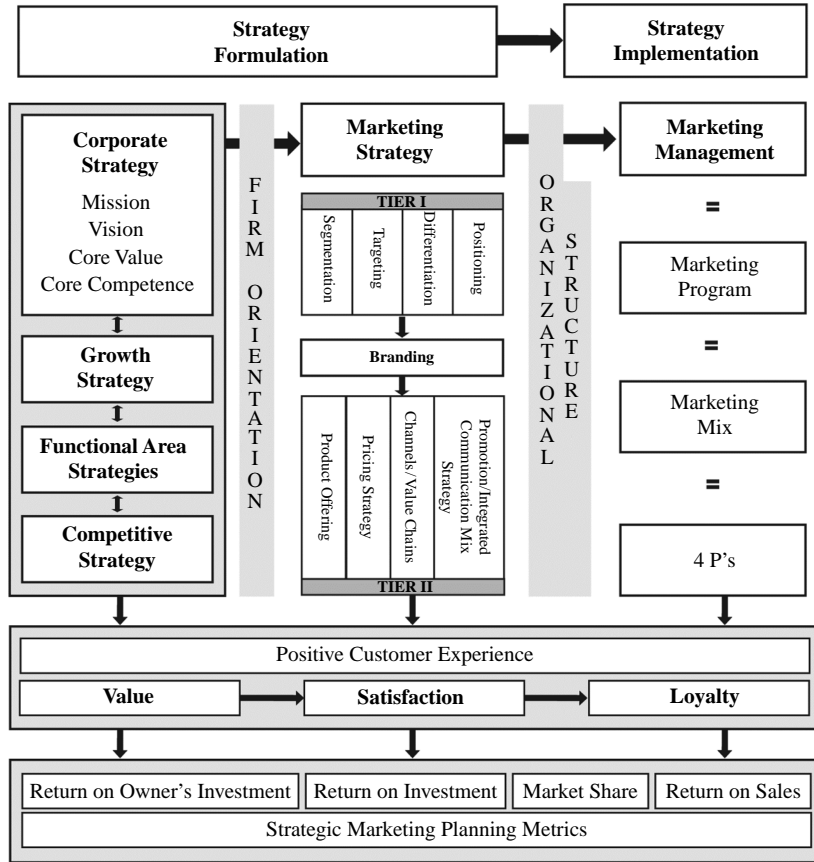 Strategy
Formulation
Strategy
Implementation
Corporate
Strategy
Mission
Vision
Core Value
Core Competence
Growth
Strategy
Functional Area
Strategies
Competitive
Strategy
FIRM ORIENTATION
Marketing
Strategy
TIER I
Segmentation
Targeting
Differentiation
Positioning
Branding
Product Offering
Pricing Strategy
Channels/Value Chains
Promotion/Integrated
Communication Mix
Strategy
TIER II
ORGANIZATIONAL
STRUCTURE
Marketing
Management
=
Marketing
Program
=
Marketing
Mix
=
4 P's
Positive Customer Experience
Value
Satisfaction
Loyalty
Return on Owner's Investment
Return on Investment
Market Share
Return on Sales
Strategic Marketing Planning Metrics